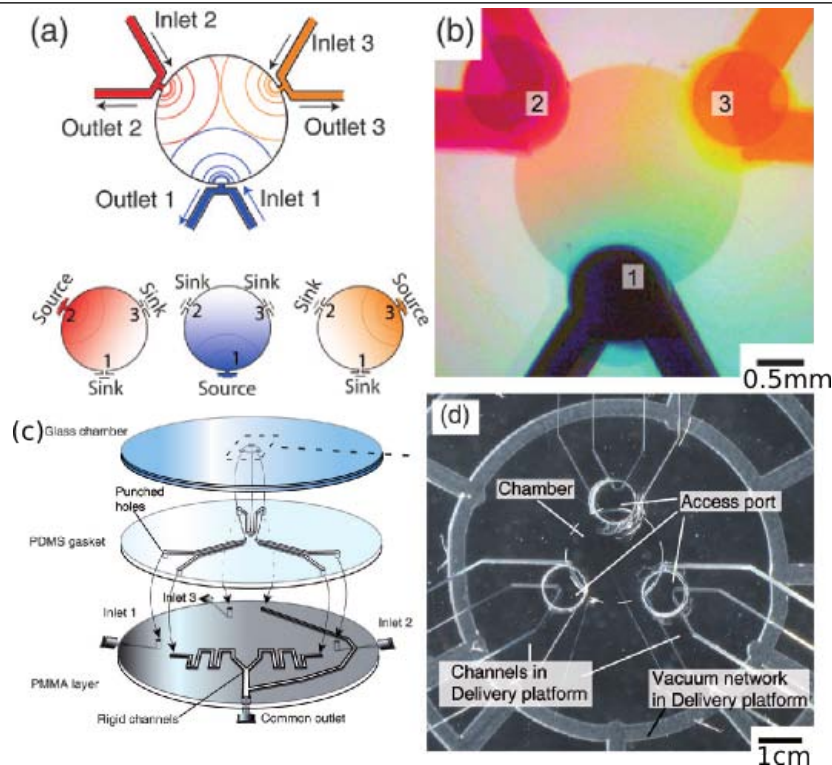 (a)
Inlet 2
Inlet 3
Outlet 2
Outlet 3
Outlet 1
Inlet 1
Source
2
Sink
3
1
Sink
Sink
2
Sink
3
1
Source
Sink
2
Source
3
1
Sink
(b)
2
3
1
0.5mm
(c)
Glass chamber
Punched
holes
PDMS gasket
Inlet 1
Inlet 3
Inlet 2
PMMA layer
Rigid channels
Common outlet
(d)
Chamber
Access port
Channels in
Delivery platform
Vacuum network
in Delivery platform
1cm